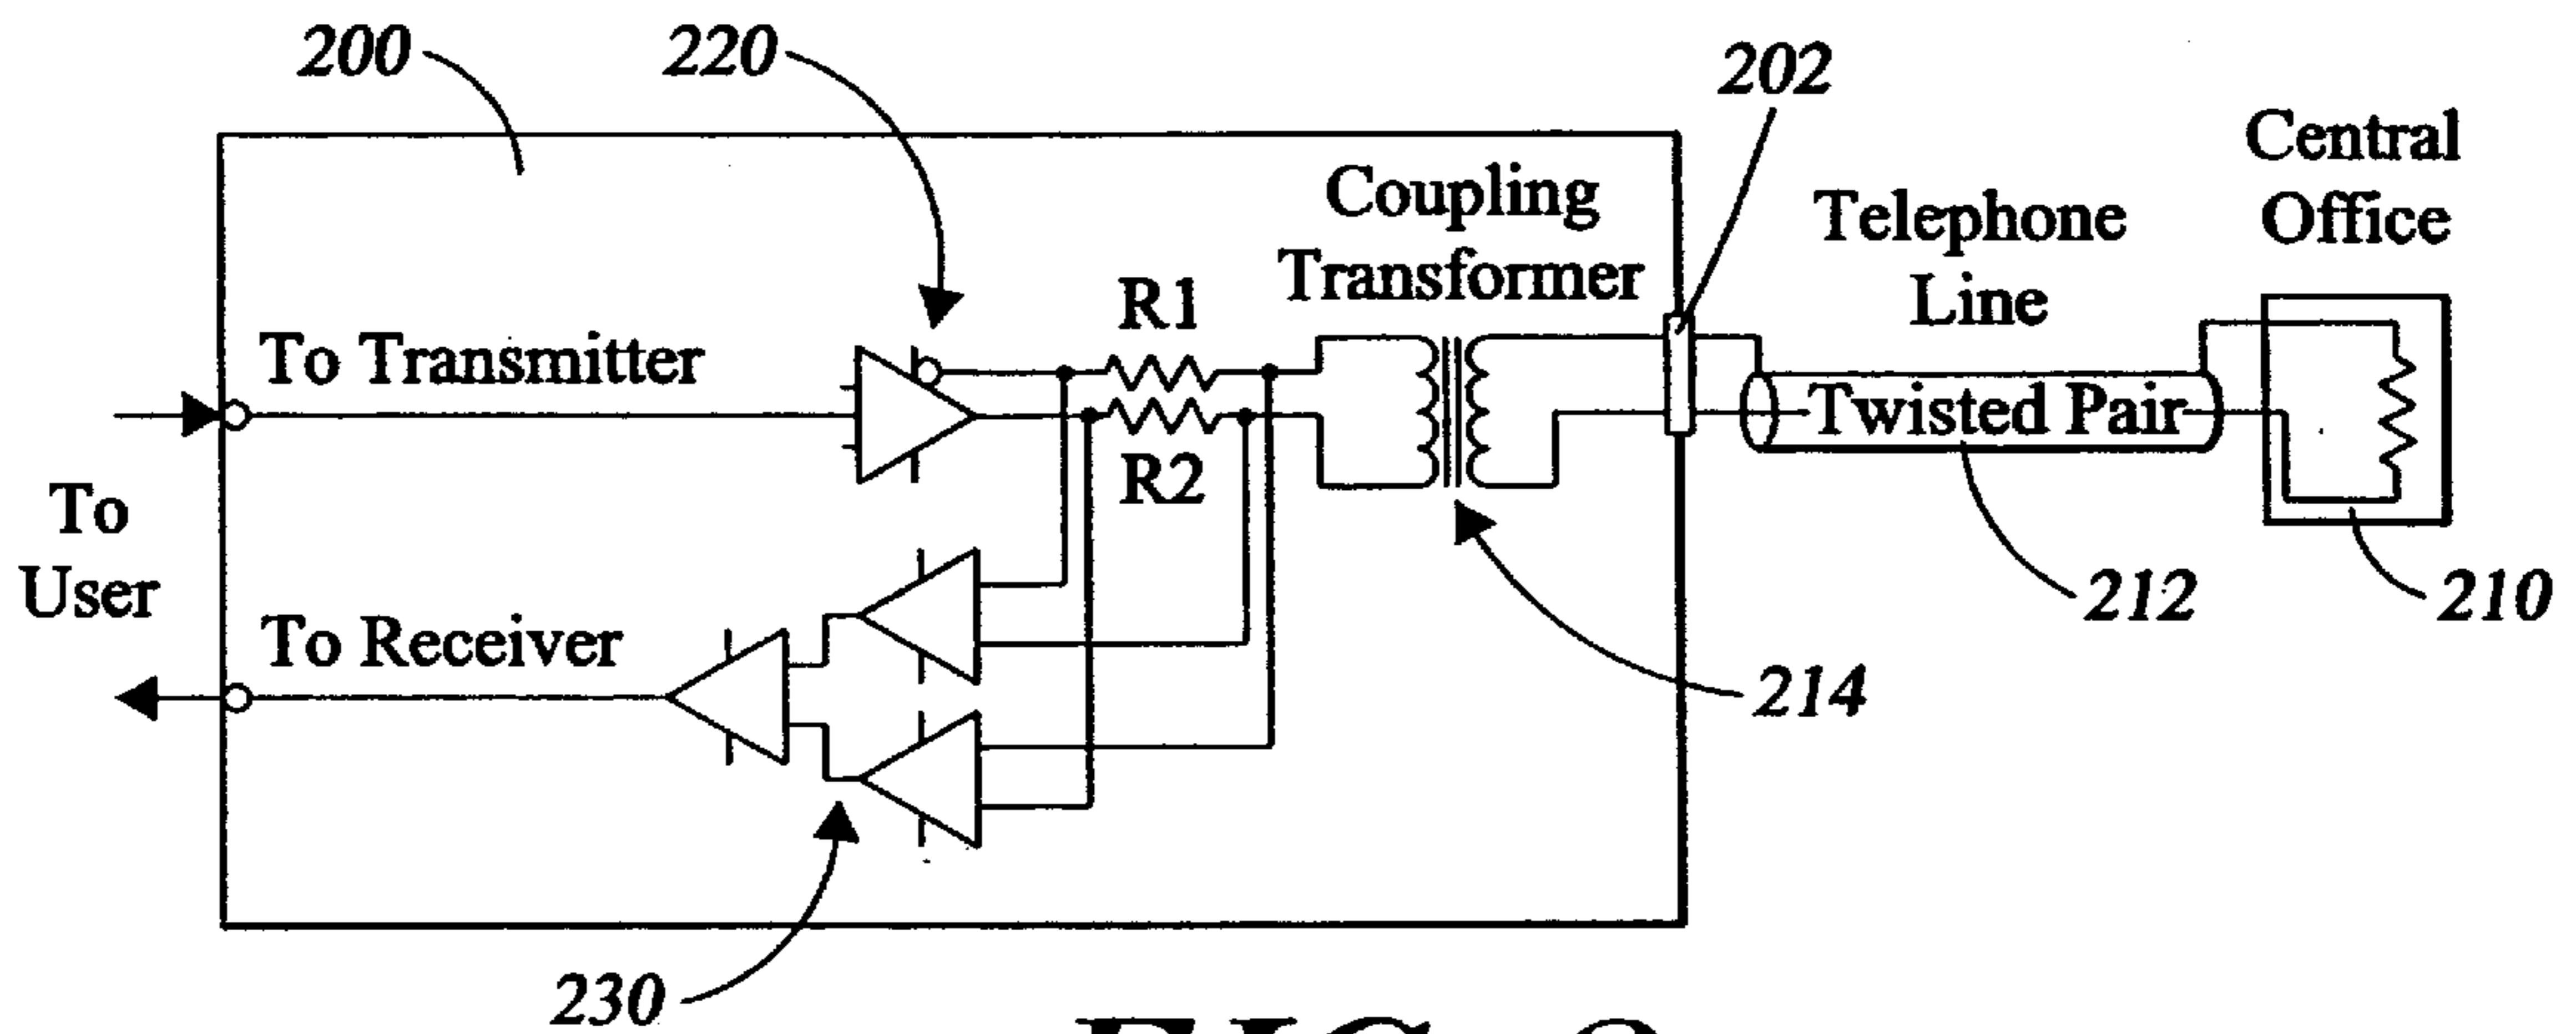 200
220
202
Central
Office
Coupling
Transformer
Telephone
Line
R1
To Transmitter
Twisted Pair
R2
To
User
To Receiver
212
210
214
230